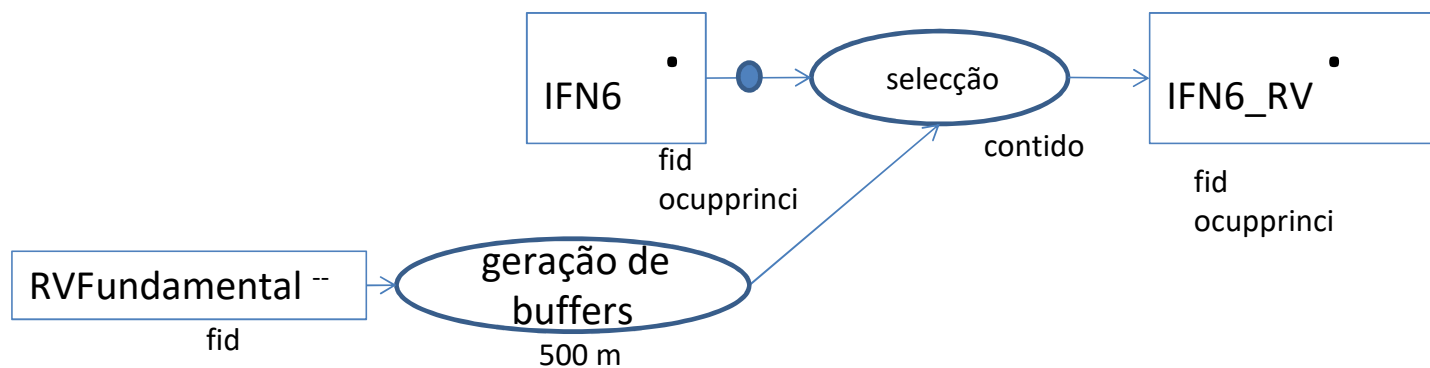 IFN6
selecção
IFN6_RV
contido
fid
ocupprinci
fid
ocupprinci
RVFundamental --
geração de
buffers
fid
500 m